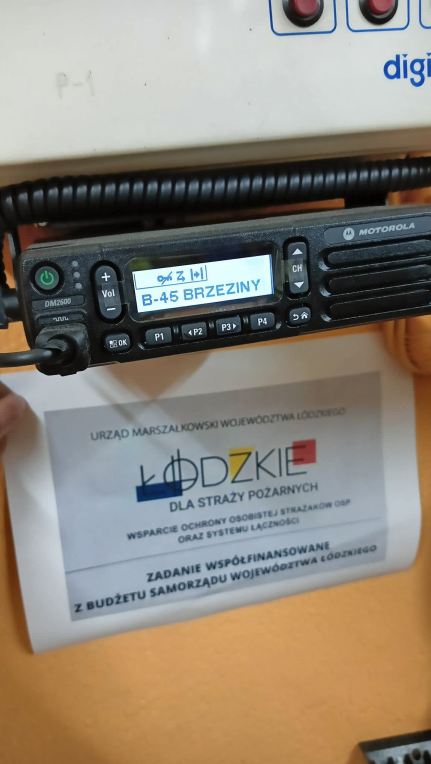 P-1
digi
MOTOROLA
DM2600
+
Vol
-
B-45 BRZEZINY
CH
OK
P1
P2
P3
P4
URZĄD MARSZAŁKOWSKI WOJEWÓDZTWA ŁÓDZKIEGO
ŁÓDZKIE
DLA STRAŻY POŻARNYCH
WSPARCIE OCHRONY OSOBISTEJ STRAŻAKÓW OSP
ORAZ SYSTEMU ŁĄCZNOŚCI
ZADANIE WSPÓŁFINANSOWANE
Z BUDŻETU SAMORZĄDU WOJEWÓDZTWA ŁÓDZKIEGO